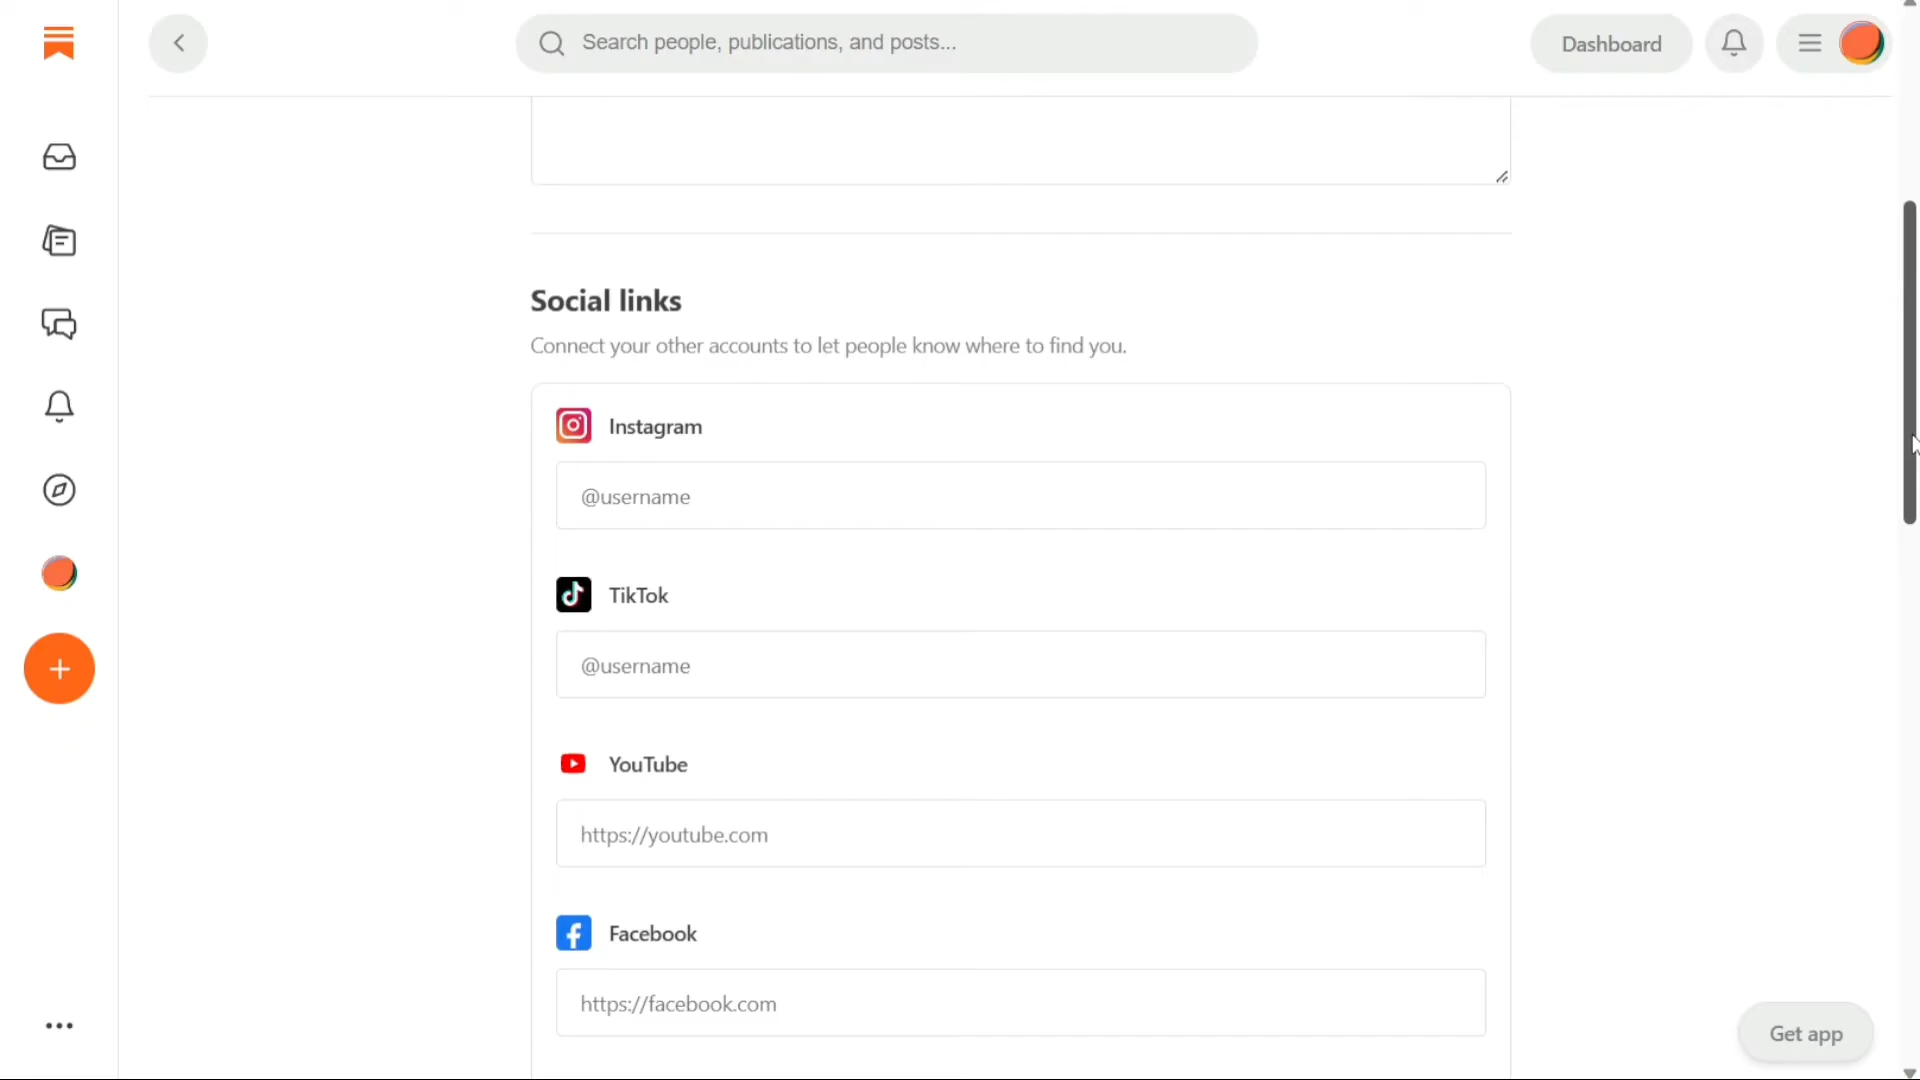 Search people, publications, and posts...
Dashboard
Social links
Connect your other accounts to let people know where to find you.
Instagram
@username
TikTok
@username
YouTube
https://youtube.com
Facebook
https://facebook.com
Get app